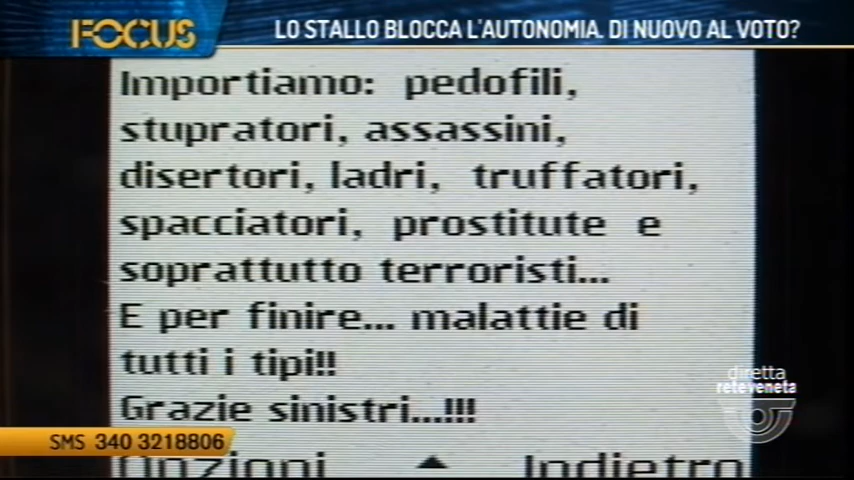 FOCUS
LO STALLO BLOCCA L'AUTONOMIA. DI NUOVO AL VOTO?
Importiamo: pedofili,
stupratori, assassini,
disertori, ladri, truffatori,
spacciatori, prostitute e
soprattutto terroristi...
E per finire... malattie di
tutti i tipi!!
Grazie sinistri...!!!
diretta
reteveneta
SMS 340 3218806
Opzioni Indietro